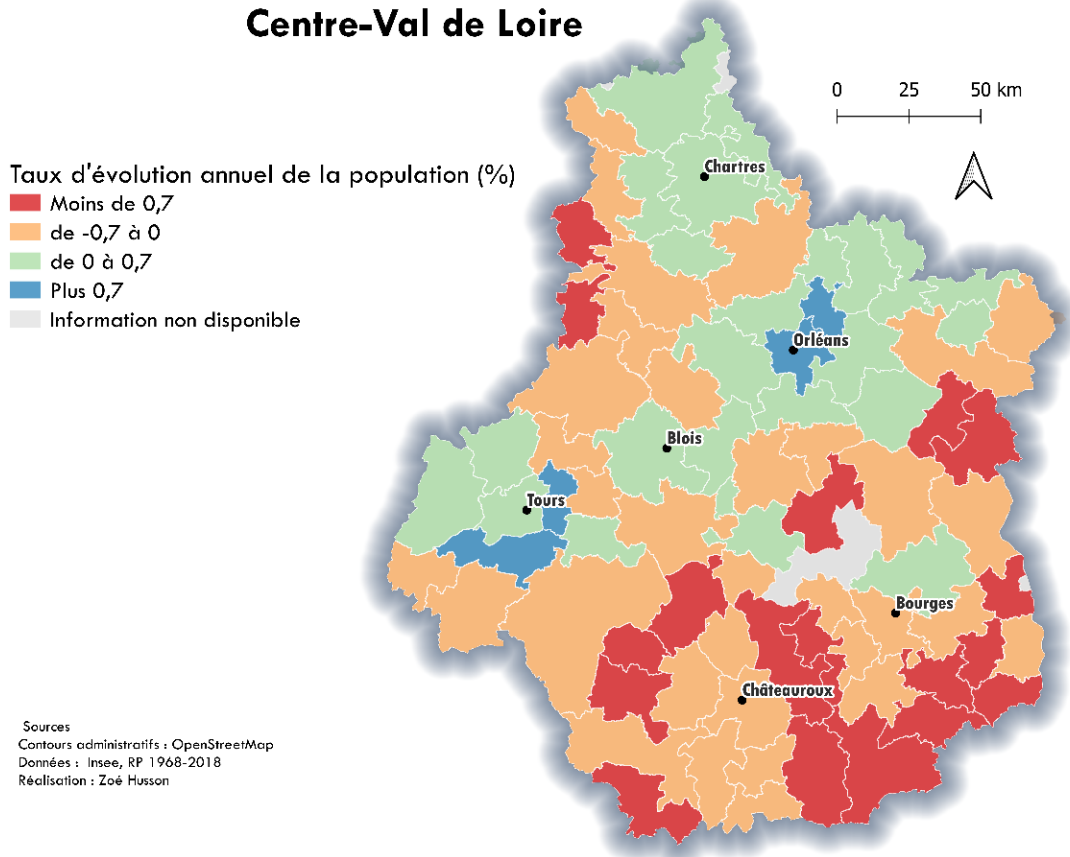 Centre-Val de Loire
0 25 50 km
Taux d'évolution annuel de la population (%)
Moins de 0,7
de -0,7 à 0
de 0 à 0,7
Plus 0,7
Information non disponible
Chartres
Orléans
Blois
Tours
Bourges
Châteauroux
Sources
Contours administratifs : OpenStreetMap
Données : Insee, RP 1968-2018
Réalisation : Zoé Husson